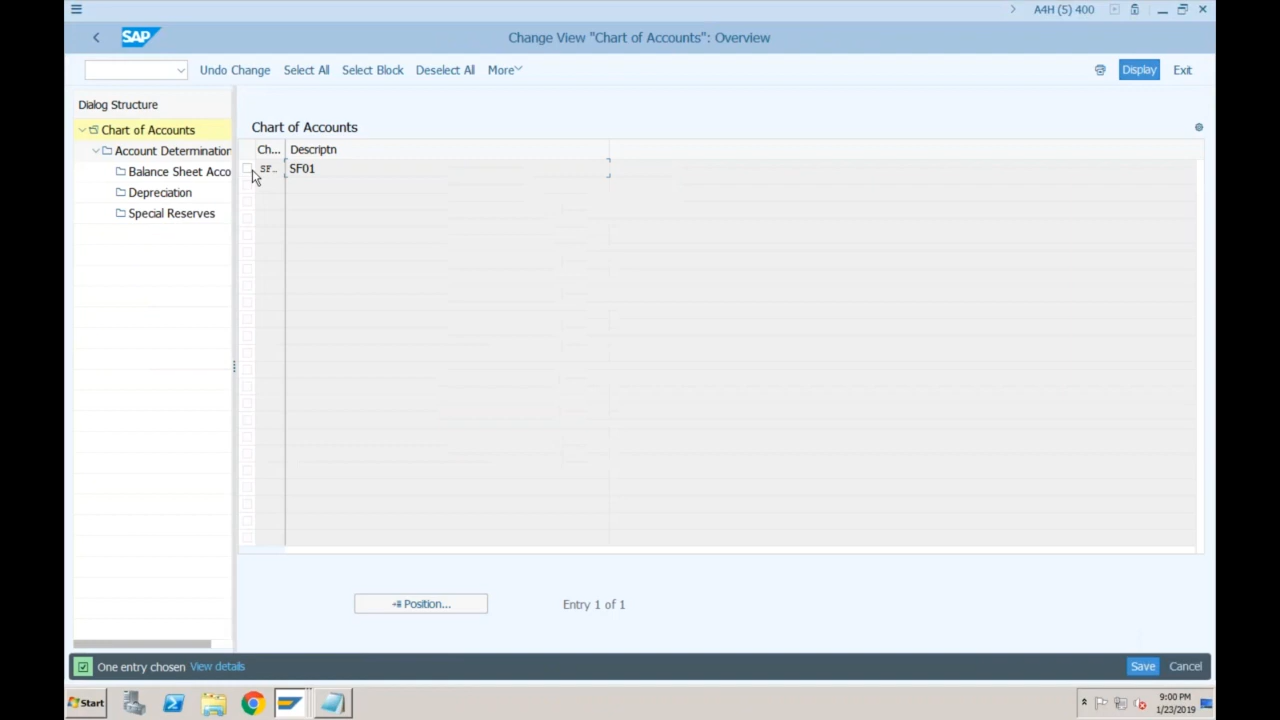 A4H (5) 400
SAP
Change View "Chart of Accounts": Overview
Undo Change Select All Select Block Deselect All More Display Exit
Dialog Structure
Chart of Accounts
Account Determination
Balance Sheet Acco
Depreciation
Special Reserves
Chart of Accounts
Ch... Descriptn
SF.. SF01
Position... Entry 1 of 1
One entry chosen View details Save Cancel
Start 9:00 PM
1/23/2019